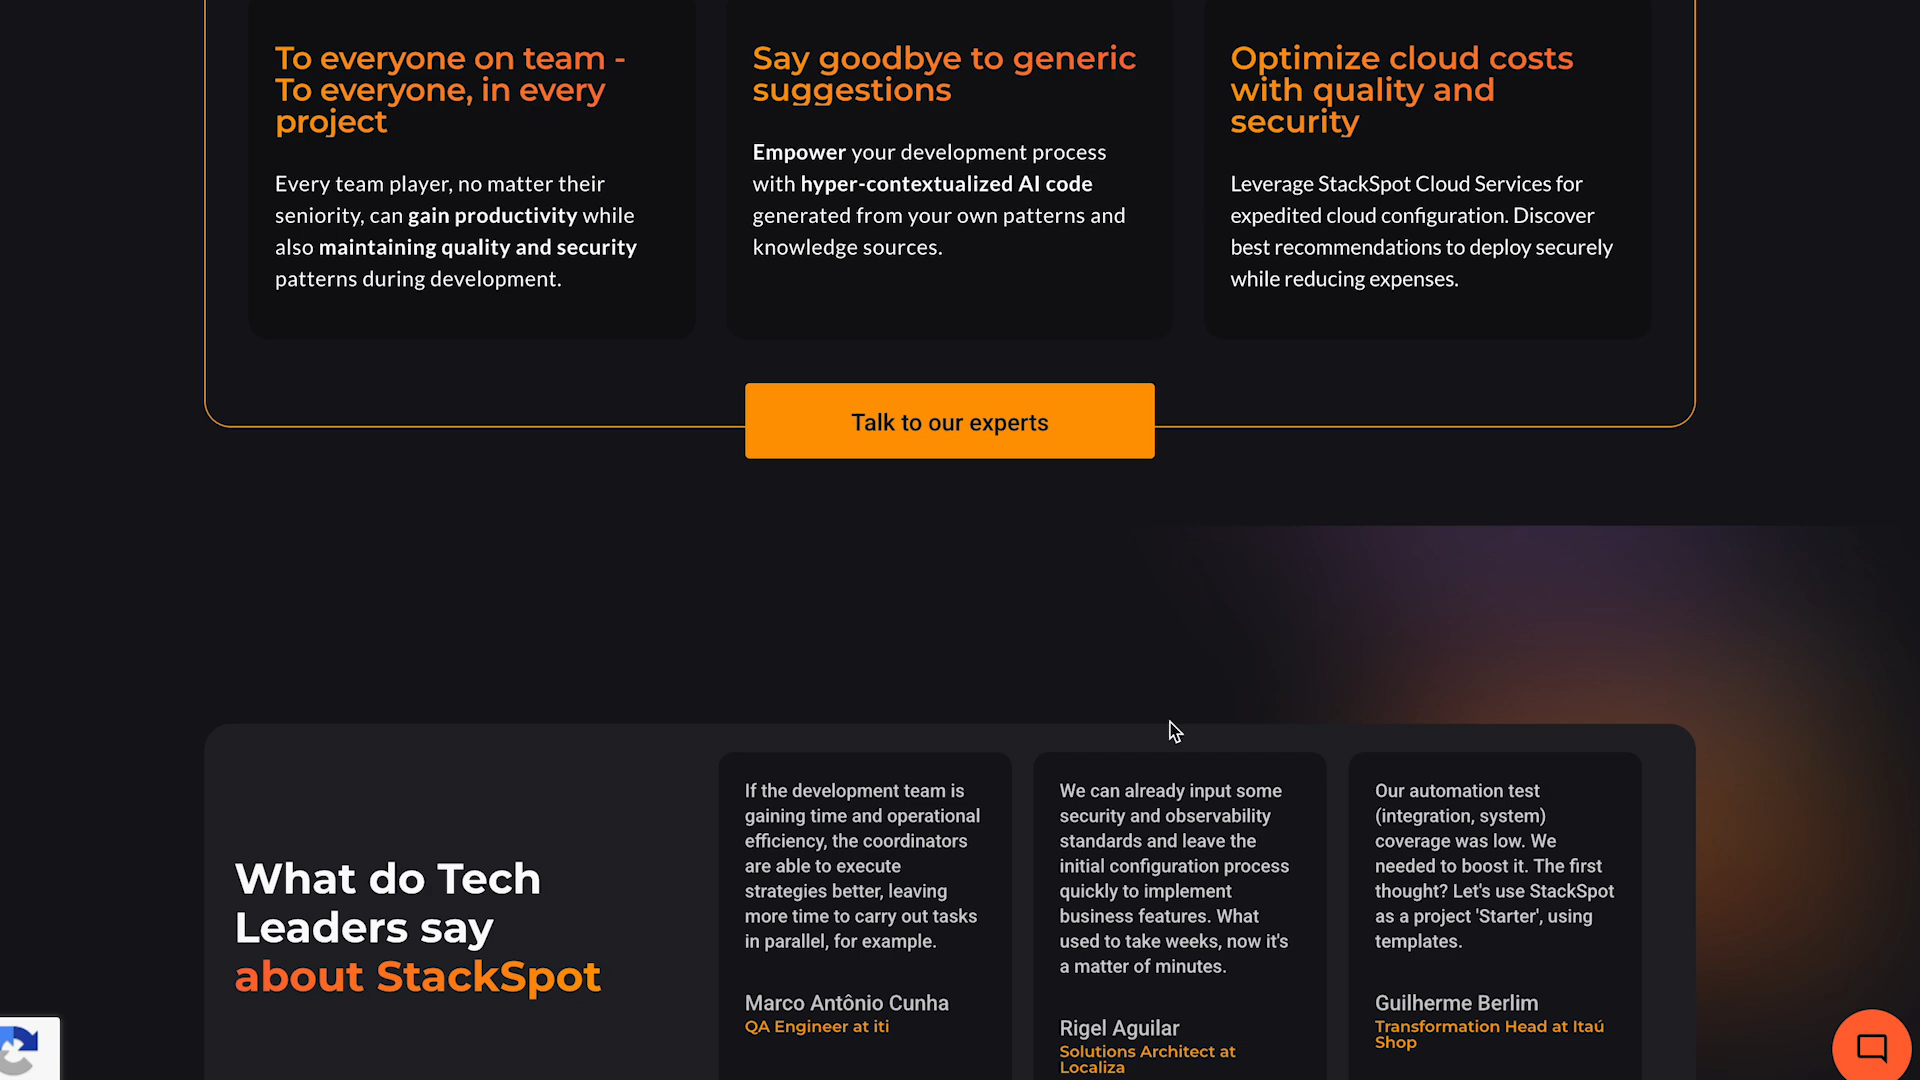 To everyone on team -
To everyone, in every
project
Every team player, no matter their
seniority, can gain productivity while
also maintaining quality and security
patterns during development.
Say goodbye to generic
suggestions
Empower your development process
with hyper-contextualized AI code
generated from your own patterns and
knowledge sources.
Optimize cloud costs
with quality and
security
Leverage StackSpot Cloud Services for
expedited cloud configuration. Discover
best recommendations to deploy securely
while reducing expenses.
Talk to our experts
What do Tech
Leaders say
about StackSpot
If the development team is
gaining time and operational
efficiency, the coordinators
are able to execute
strategies better, leaving
more time to carry out tasks
in parallel, for example.
Marco Antônio Cunha
QA Engineer at iti
We can already input some
security and observability
standards and leave the
initial configuration process
quickly to implement
business features. What
used to take weeks, now it's
a matter of minutes.
Rigel Aguilar
Solutions Architect at
Localiza
Our automation test
(integration, system)
coverage was low. We
needed to boost it. The first
thought? Let's use StackSpot
as a project 'Starter', using
templates.
Guilherme Berlim
Transformation Head at Itaú
Shop